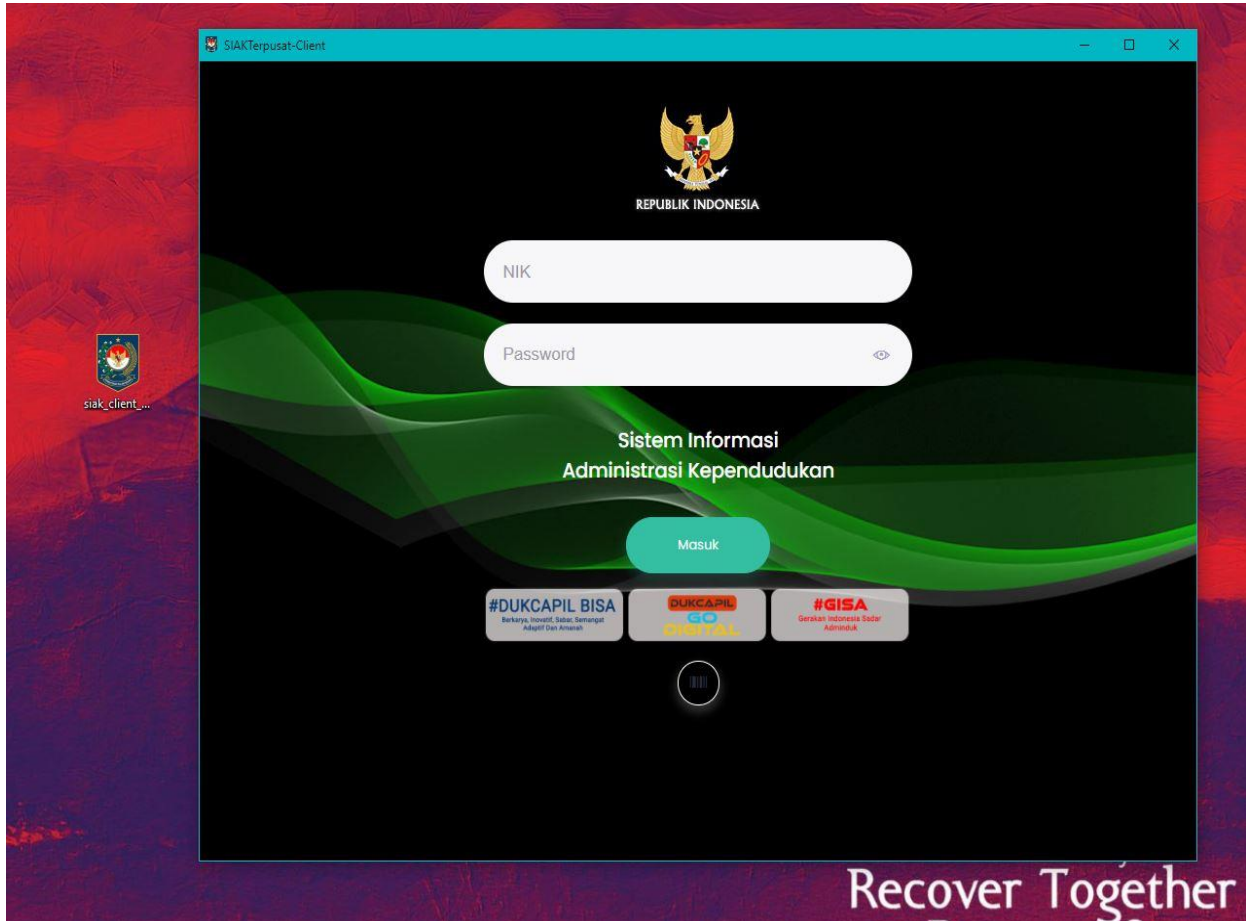 SIAKTerpusat-Client
REPUBLIK INDONESIA
NIK
Password
siak_client_...
Sistem Informasi
Administrasi Kependudukan
Masuk
#DUKCAPIL BISA
Berkarya, Inovatif, Sabar, Semangat
Adaptif Dan Amanah
DUKCAPIL
GO
DIGITAL
#GISA
Gerakan Indonesia Sadar
Adminduk
Recover Together